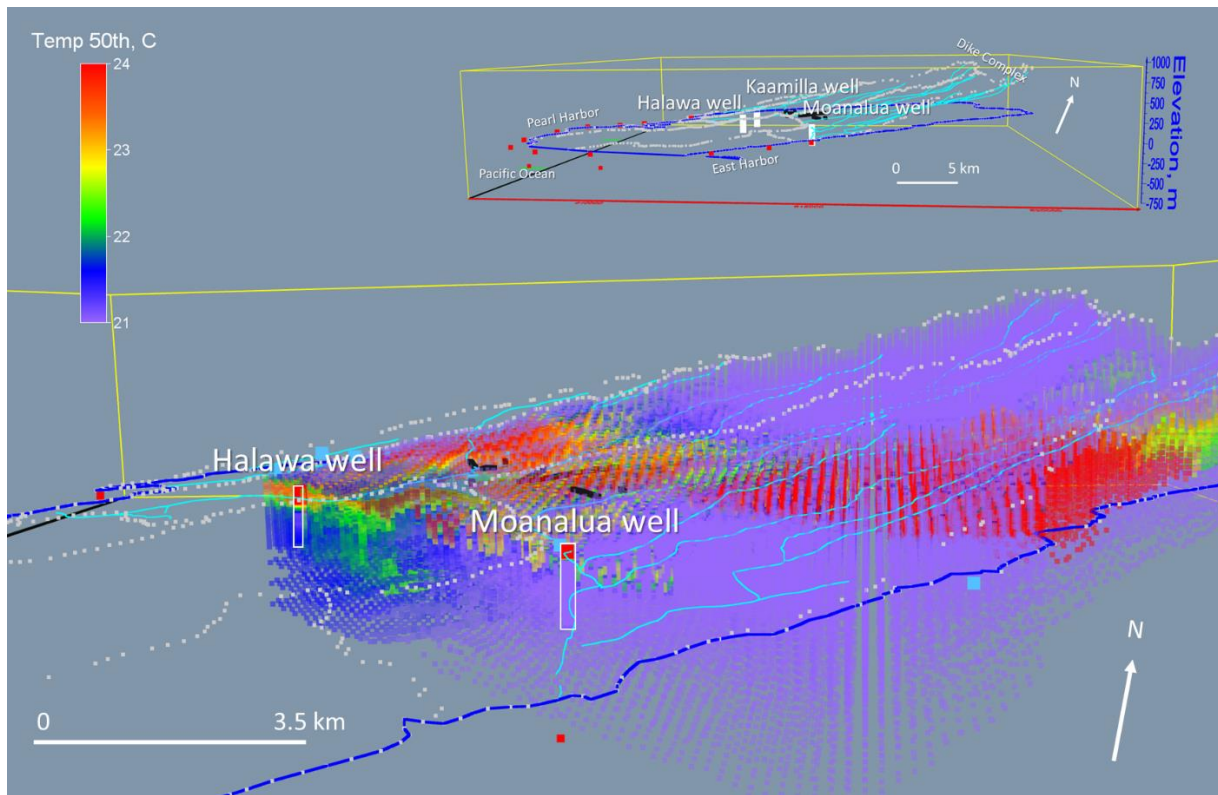 Temp 50th, C
24
23
22
21
Dike Complex
N
Kaamilla well
Halawa well
Moanalua well
Pearl Harbor
Pacific Ocean
East Harbor
0 5 km
1000
750
500
250
0
-250
-500
-750
Elevation, m
Halawa well
Moanalua well
N
0 3.5 km